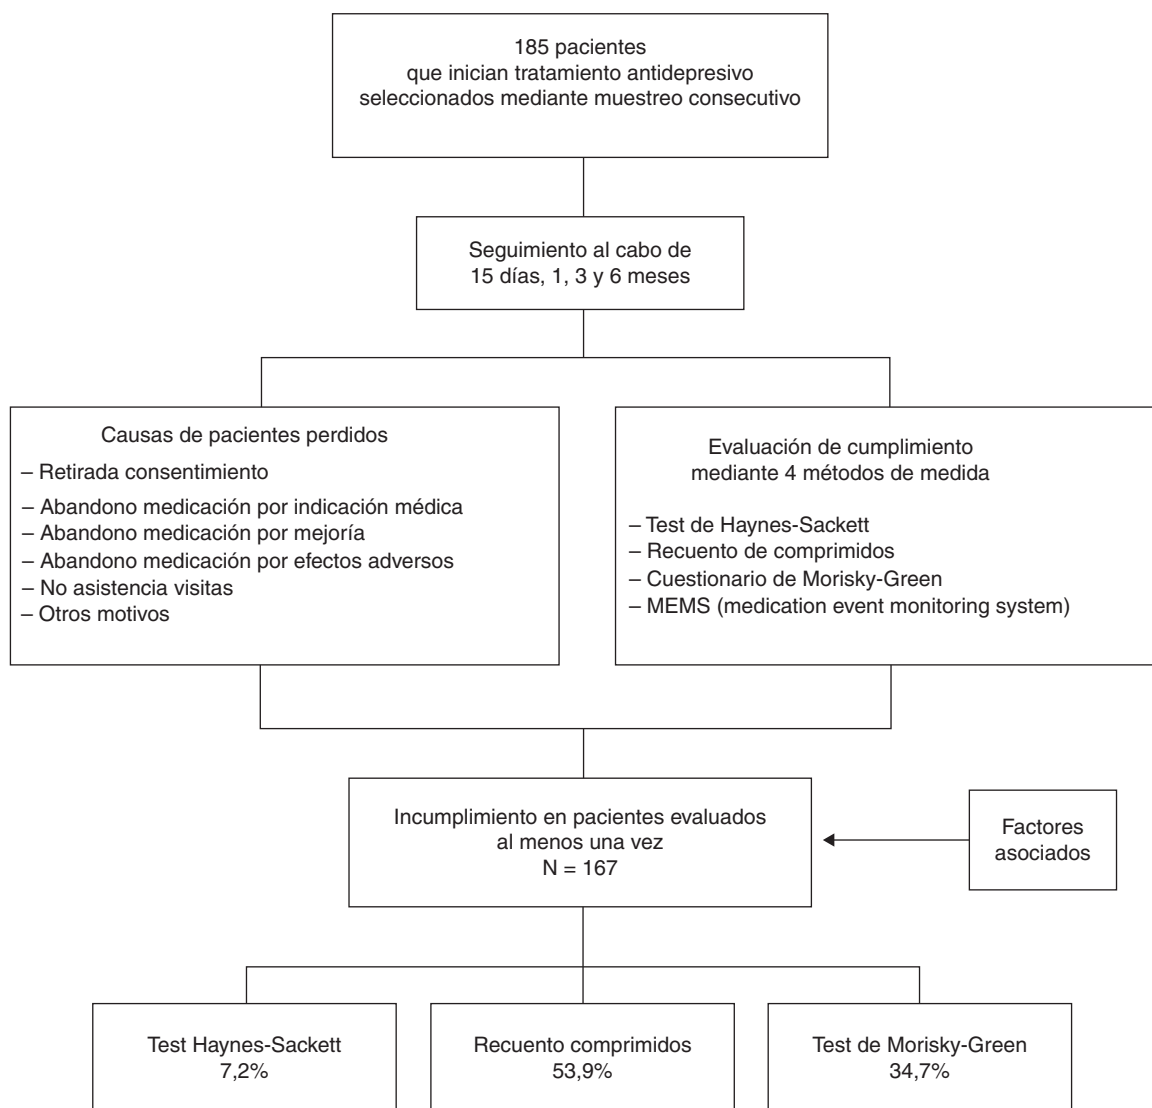 185 pacientes
que inician tratamiento antidepresivo
seleccionados mediante muestreo consecutivo
Seguimiento al cabo de
15 días, 1, 3 y 6 meses
Causas de pacientes perdidos
– Retirada consentimiento
– Abandono medicación por indicación médica
– Abandono medicación por mejoría
– Abandono medicación por efectos adversos
– No asistencia visitas
– Otros motivos
Evaluación de cumplimiento
mediante 4 métodos de medida
– Test de Haynes-Sackett
– Recuento de comprimidos
– Cuestionario de Morisky-Green
– MEMS (medication event monitoring system)
Incumplimiento en pacientes evaluados
al menos una vez
N = 167
Factores
asociados
Test Haynes-Sackett
7,2%
Recuento comprimidos
53,9%
Test de Morisky-Green
34,7%